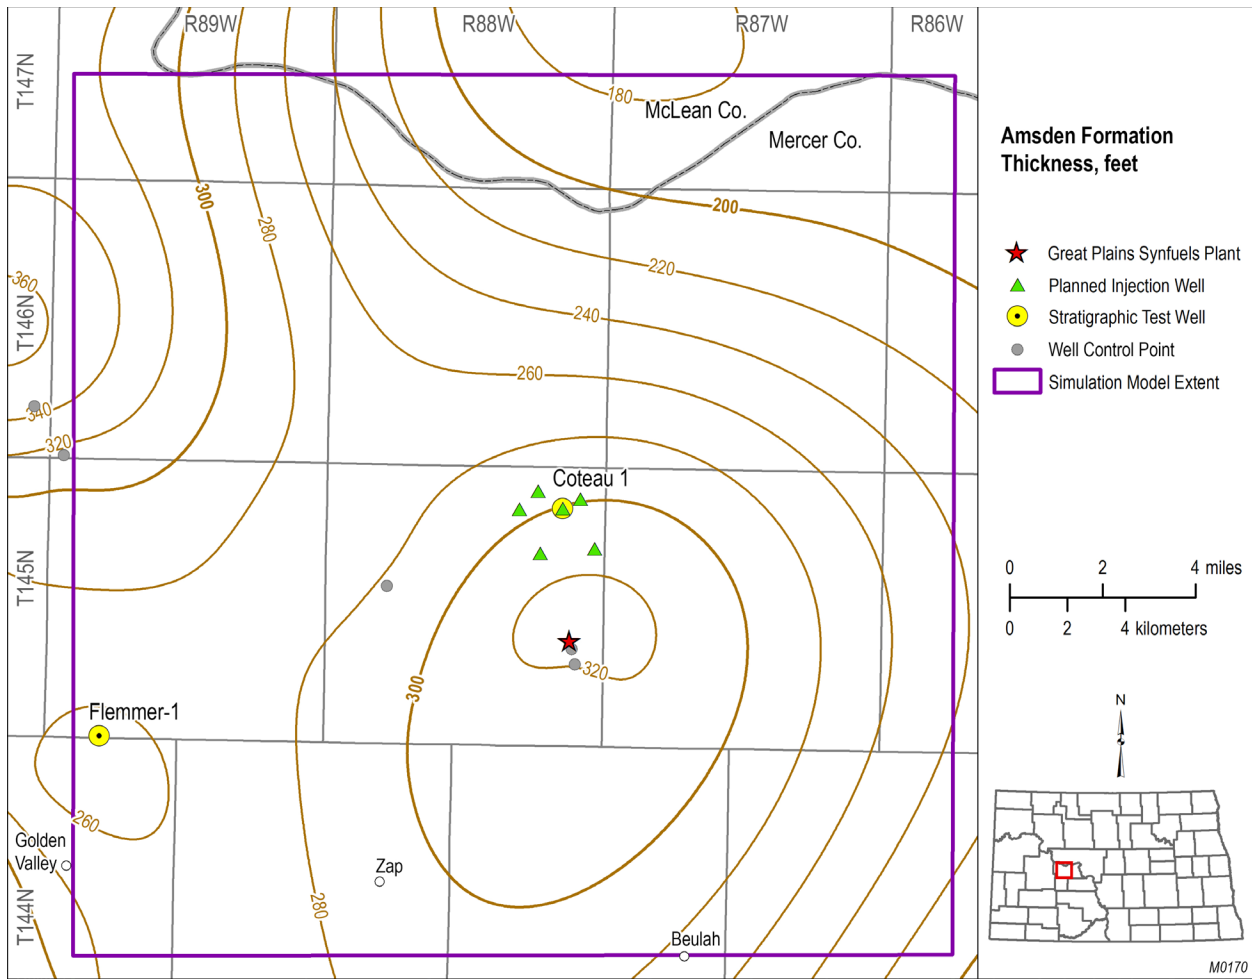 R89W
R88W
R87W
R86W
T147N
180
McLean Co.
Mercer Co.
300
280
200
220
360
T146N
240
260
340
320
Coteau 1
T145N
320
300
Flemmer-1
260
Golden
Valley
Zap
280
T144N
Beulah
Amsden Formation
Thickness, feet
Great Plains Synfuels Plant
Planned Injection Well
Stratigraphic Test Well
Well Control Point
Simulation Model Extent
0 2 4 miles
0 2 4 kilometers
N
M0170